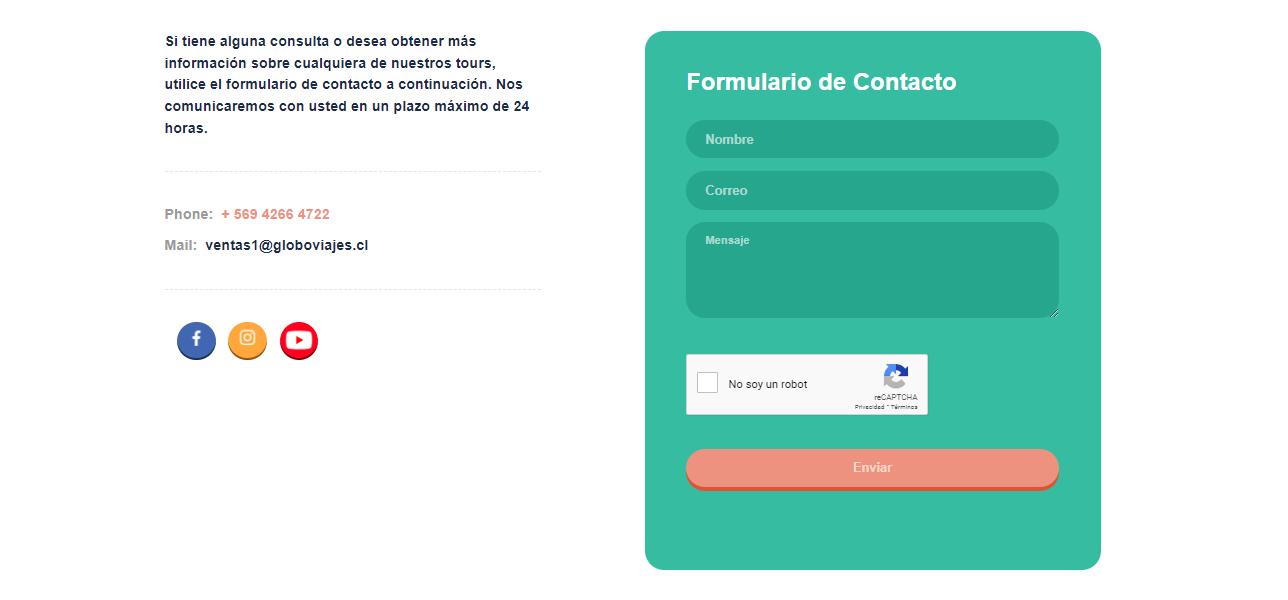 Si tiene alguna consulta o desea obtener más
información sobre cualquiera de nuestros tours,
utilice el formulario de contacto a continuación. Nos
comunicaremos con usted en un plazo máximo de 24
horas.
Phone: + 569 4266 4722
Mail: ventas1@globoviajes.cl
Formulario de Contacto
Nombre
Correo
Mensaje
No soy un robot
reCAPTCHA
Privacidad - Términos
Enviar